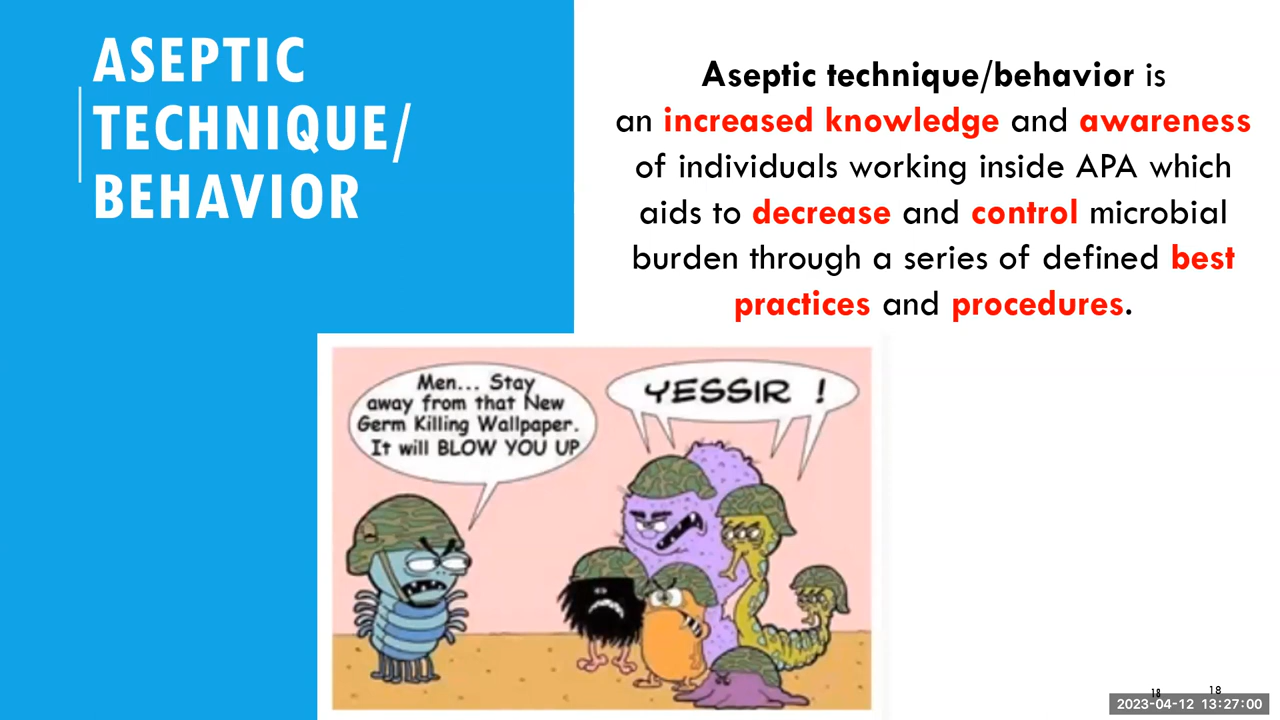 ASEPTIC
TECHNIQUE/
BEHAVIOR
Aseptic technique/behavior is
an increased knowledge and awareness
of individuals working inside APA which
aids to decrease and control microbial
burden through a series of defined best
practices and procedures.
Men... Stay
away from that New
Germ Killing Wallpaper.
It will BLOW YOU UP
YESSIR !
18
18
2023-04-12 13:27:00